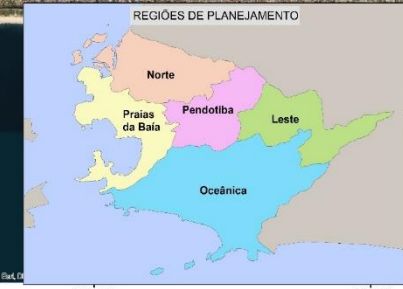 REGIÕES DE PLANEJAMENTO
Norte
Praias
da Baía
Pendotiba
Leste
Oceânica